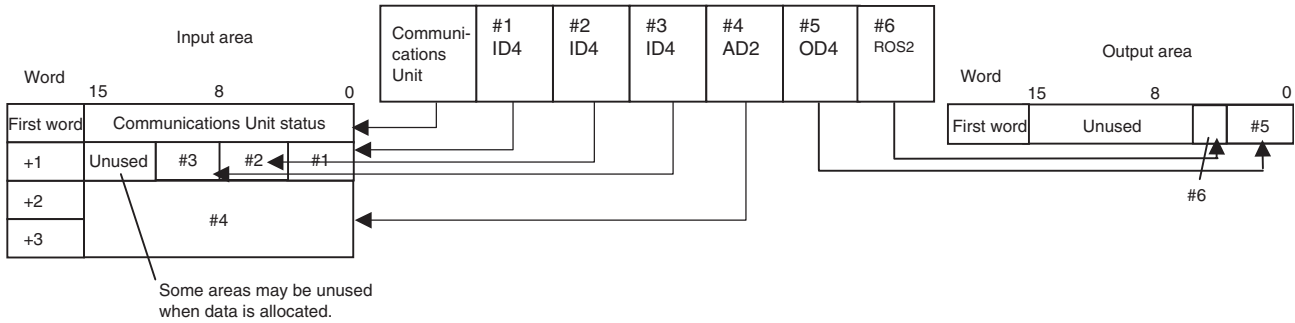 Input area
Word
15 8 0
First word Communications Unit status
+1 Unused #3 #2 #1
+2
#4
+3
Some areas may be unused
when data is allocated.
Communi-
cations
Unit
#1
ID4
#2
ID4
#3
ID4
#4
AD2
#5
OD4
#6
ROS2
Output area
Word
15 8 0
First word Unused #5
#6